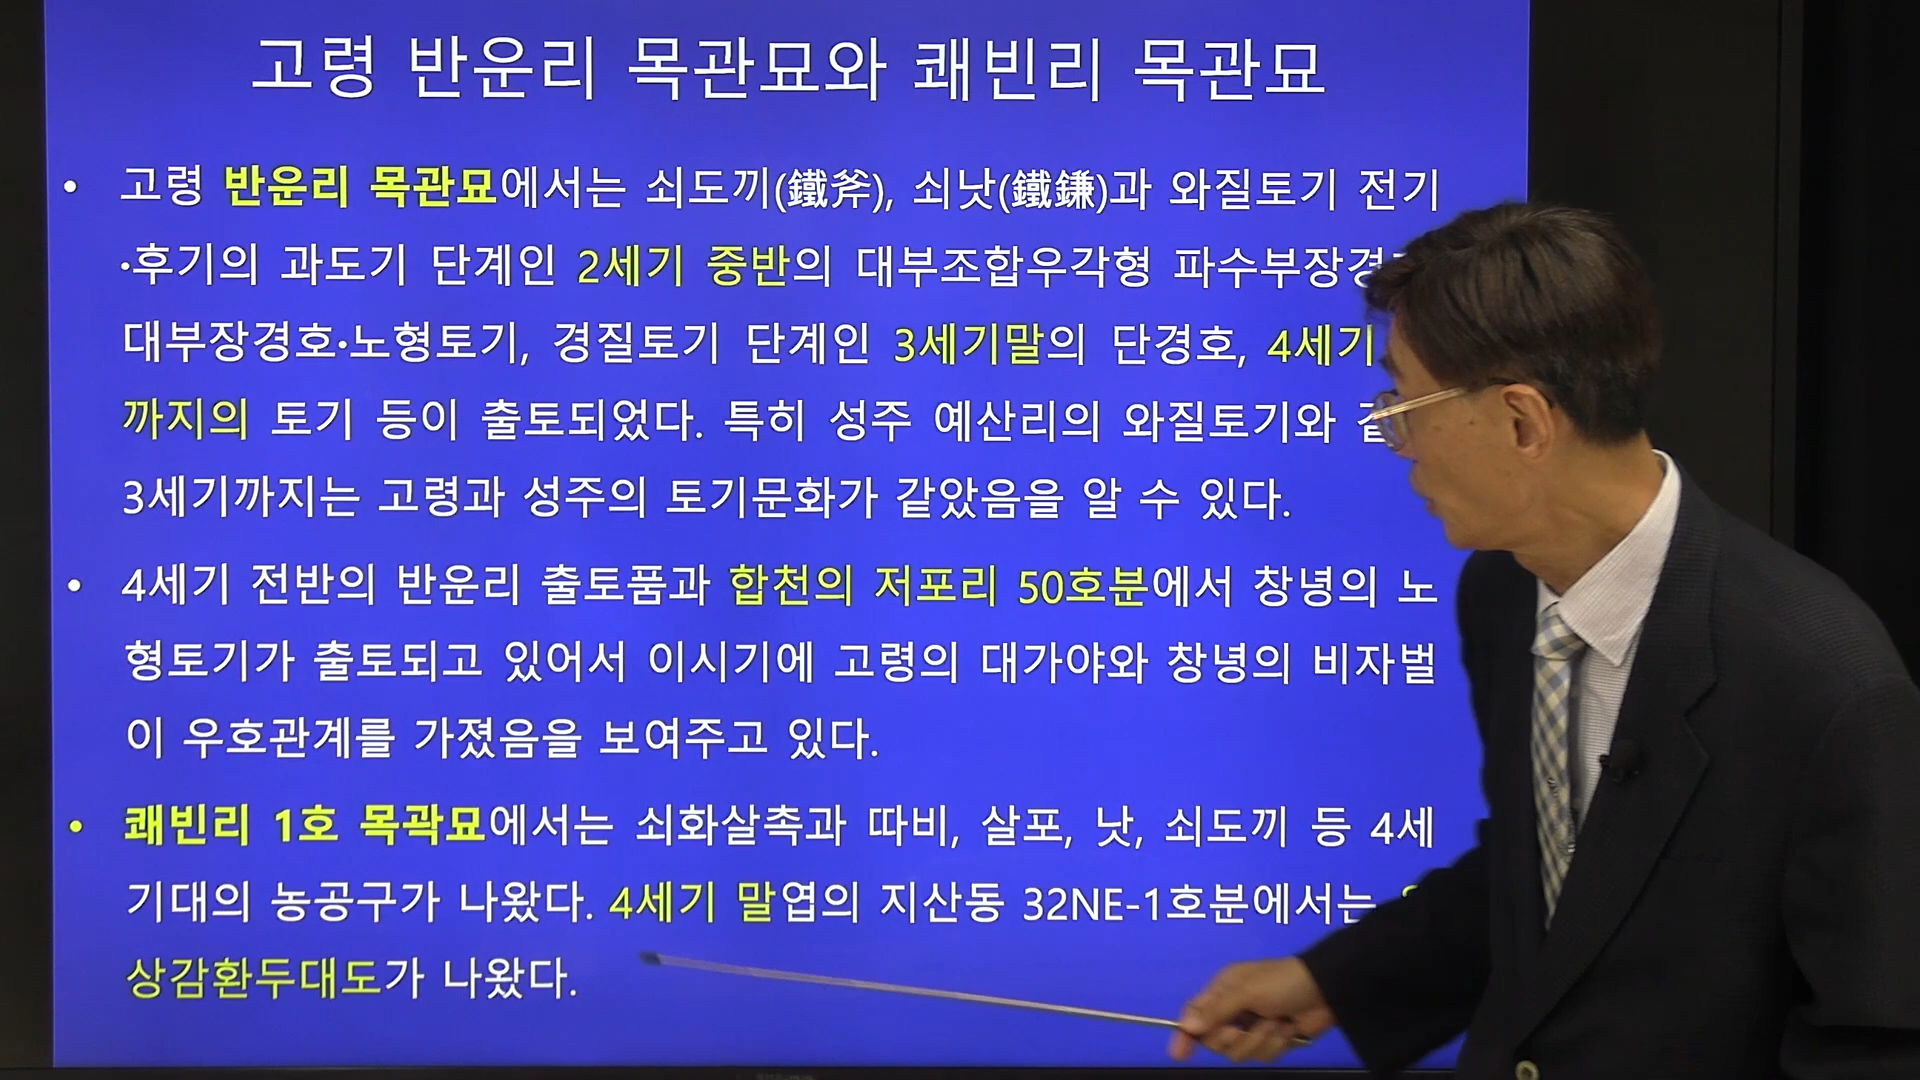 고령 반운리 목관묘와 쾌빈리 목관묘
• 고령 반운리 목관묘에서는 쇠도끼(鐵斧), 쇠낫(鐵鎌)과 와질토기 전기
·후기의 과도기 단계인 2세기 중반의 대부조합우각형 파수부장경
대부장경호·노형토기, 경질토기 단계인 3세기말의 단경호, 4세기
까지의 토기 등이 출토되었다. 특히 성주 예산리의 와질토기와
3세기까지는 고령과 성주의 토기문화가 같았음을 알 수 있다.
• 4세기 전반의 반운리 출토품과 합천의 저포리 50호분에서 창녕의 노
형토기가 출토되고 있어서 이시기에 고령의 대가야와 창녕의 비자벌
이 우호관계를 가졌음을 보여주고 있다.
• 쾌빈리 1호 목곽묘에서는 쇠화살촉과 따비, 살포, 낫, 쇠도끼 등 4세
기대의 농공구가 나왔다. 4세기 말엽의 지산동 32NE-1호분에서는
상감환두대도가 나왔다.